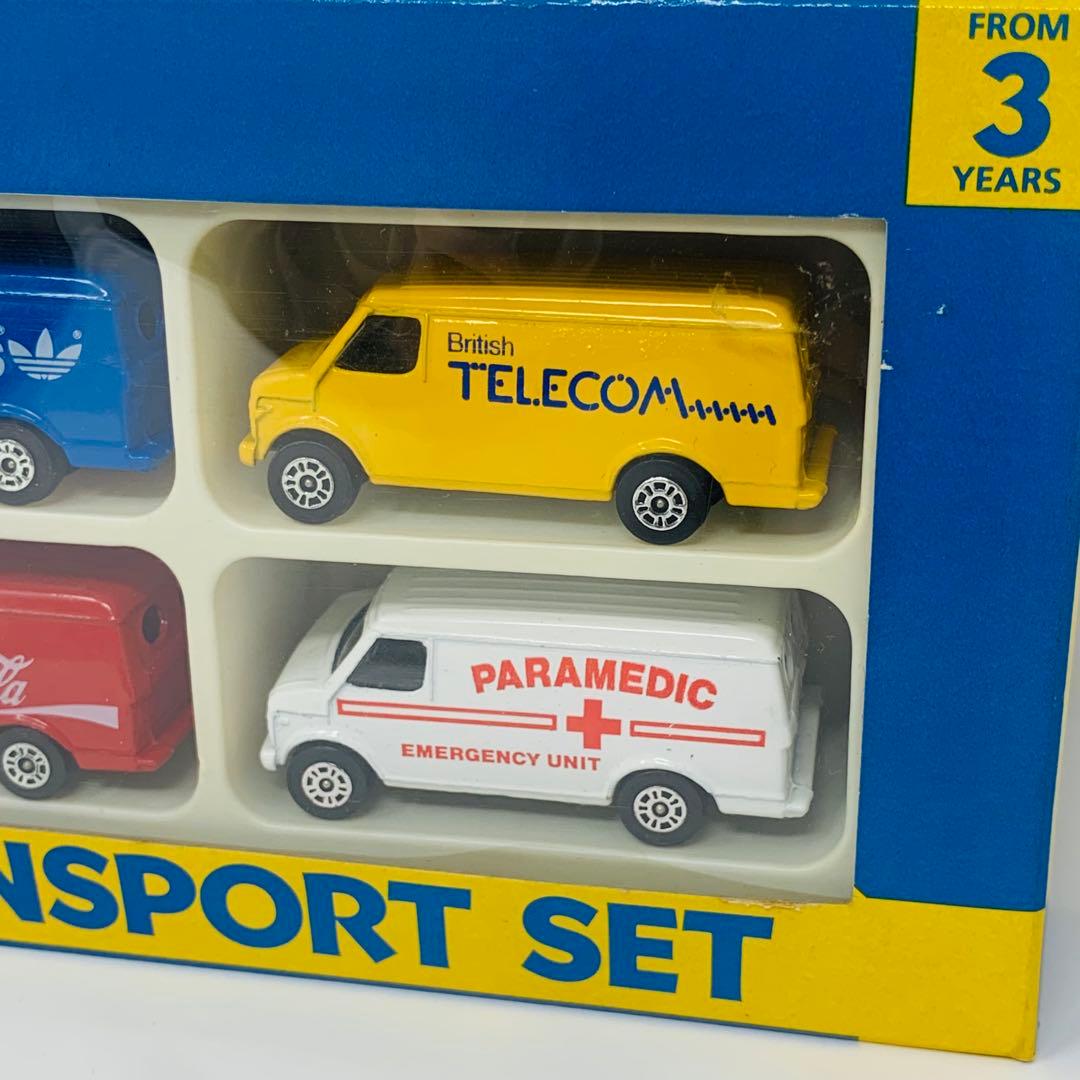 FROM
3
YEARS
British
TELECOM
PARAMEDIC
EMERGENCY UNIT
NSPORT SET